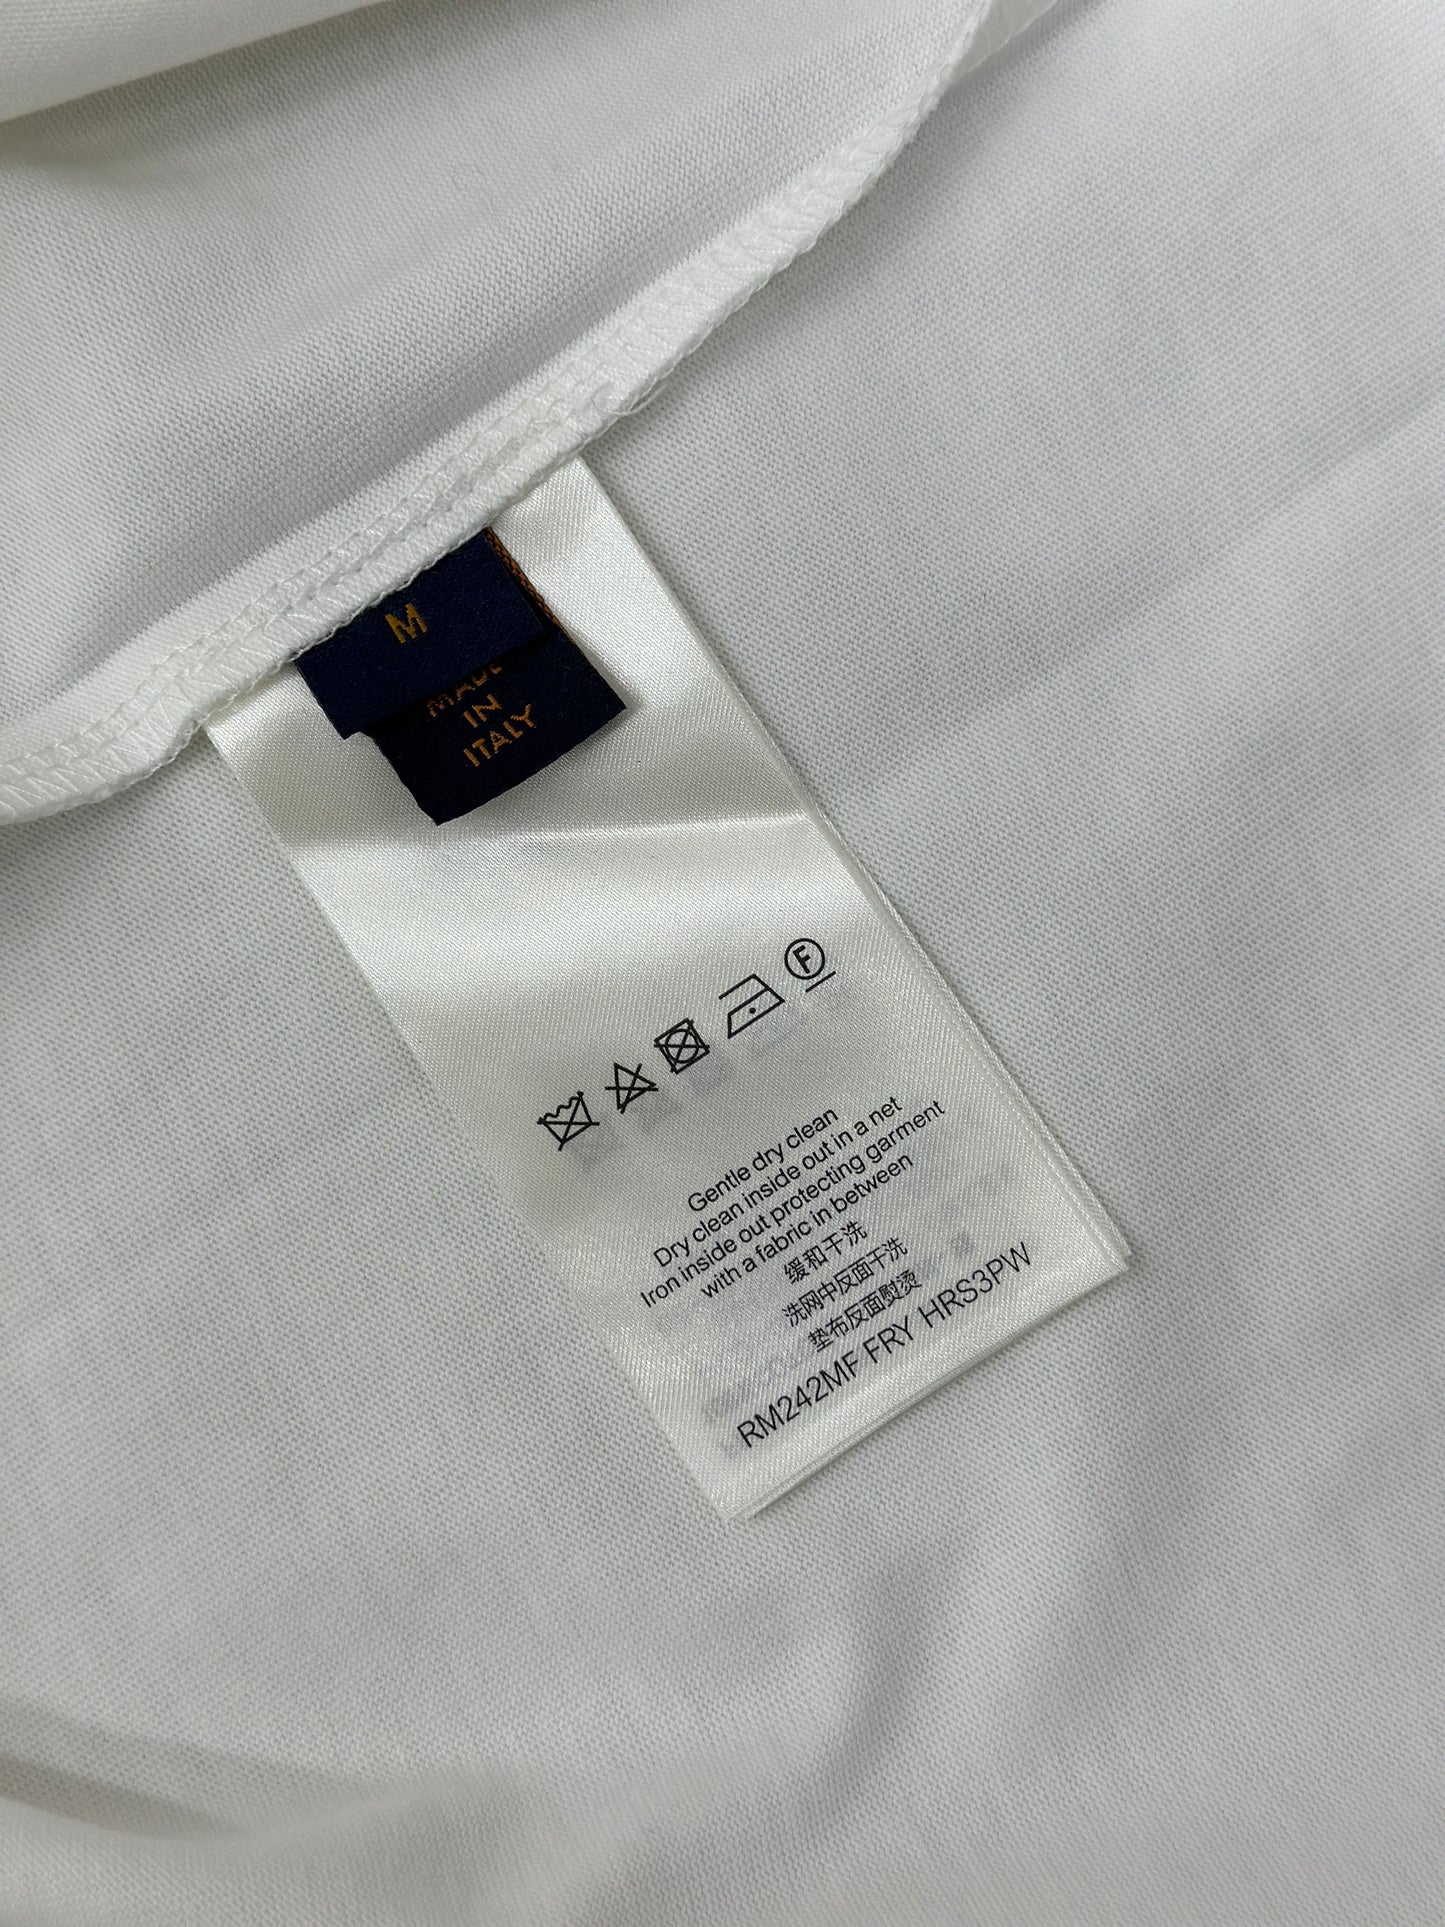 M
MADE
IN
ITALY
F
Gentle dry clean
Dry clean inside out in a net
Iron inside out protecting garment
with a fabric in between
缓和干洗
洗网中反面干洗
垫布反面熨烫
RM242MF FRY HRS3PW